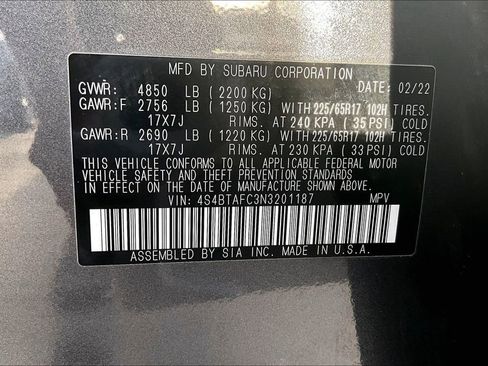 MFD BY SUBARU CORPORATION
GVWR: 4850 LB (2200 KG) DATE: 02/22
GAWR:F 2756 LB (1250 KG) WITH 225/65R17 102H TIRES.
17X7J RIMS. AT 240 KPA (35 PSI) COLD
GAWR:R 2690 LB (1220 KG) WITH 225/65R17 102H TIRES.
17X7J RIMS. AT 230 KPA (33 PSI) COLD
THIS VEHICLE CONFORMS TO ALL APPLICABLE FEDERAL MOTOR
VEHICLE SAFETY AND THEFT PREVENTION STANDARDS
IN EFFECT ON THE DATE OF MANUFACTURE SHOWN ABOVE.
VIN: 4S4BTAFC3N3201187 MPV
ASSEMBLED BY SIA INC. MADE IN U.S.A.